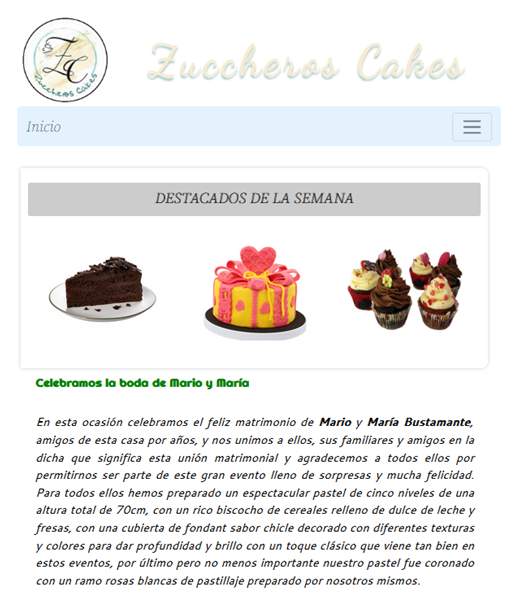 ZC
Zuccheros Cakes
Zuccheros Cakes
Inicio
DESTACADOS DE LA SEMANA
Celebramos la boda de Mario y María
En esta ocasión celebramos el feliz matrimonio de Mario y María Bustamante,
amigos de esta casa por años, y nos unimos a ellos, sus familiares y amigos en la
dicha que significa esta unión matrimonial y agradecemos a todos ellos por
permitirnos ser parte de este gran evento lleno de sorpresas y mucha felicidad.
Para todos ellos hemos preparado un espectacular pastel de cinco niveles de una
altura total de 70cm, con un rico biscocho de cereales relleno de dulce de leche y
fresas, con una cubierta de fondant sabor chicle decorado con diferentes texturas
y colores para dar profundidad y brillo con un toque clásico que viene tan bien en
estos eventos, por último pero no menos importante nuestro pastel fue coronado
con un ramo rosas blancas de pastillaje preparado por nosotros mismos.